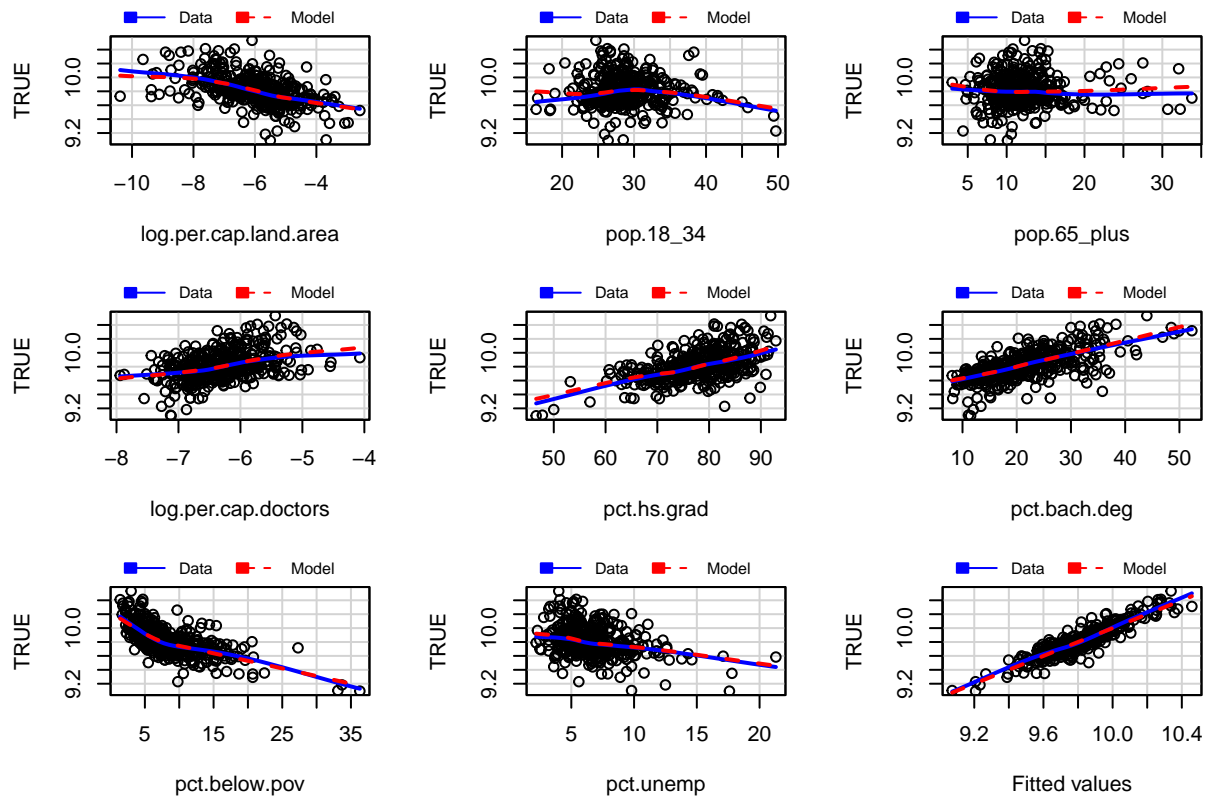 Data Model Data Model Data Model
TRUE 9.2 10.0 TRUE 9.2 10.0 TRUE 9.2 10.0
−10 −8 −6 −4 20 30 40 50 5 10 20 30
log.per.cap.land.area pop.18_34 pop.65_plus
Data Model Data Model Data Model
TRUE 9.2 10.0 TRUE 9.2 10.0 TRUE 9.2 10.0
−8 −7 −6 −5 −4 50 60 70 80 90 10 20 30 40 50
log.per.cap.doctors pct.hs.grad pct.bach.deg
Data Model Data Model Data Model
TRUE 9.2 10.0 TRUE 9.2 10.0 TRUE 9.2 10.0
5 15 25 35 5 10 15 20 9.2 9.6 10.0 10.4
pct.below.pov pct.unemp Fitted values